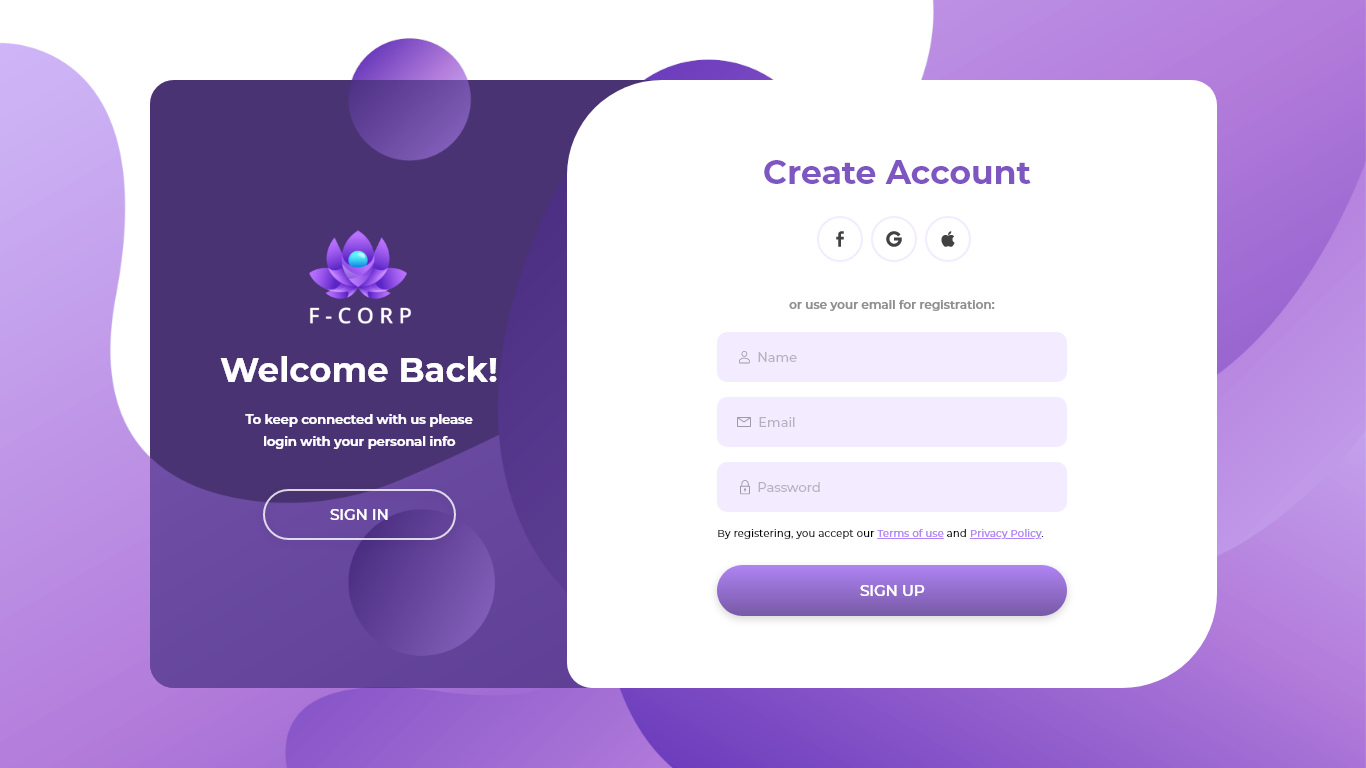 F-CORP
Welcome Back!
To keep connected with us please
login with your personal info
SIGN IN
Create Account
or use your email for registration:
Name
Email
Password
By registering, you accept our Terms of use and Privacy Policy.
SIGN UP